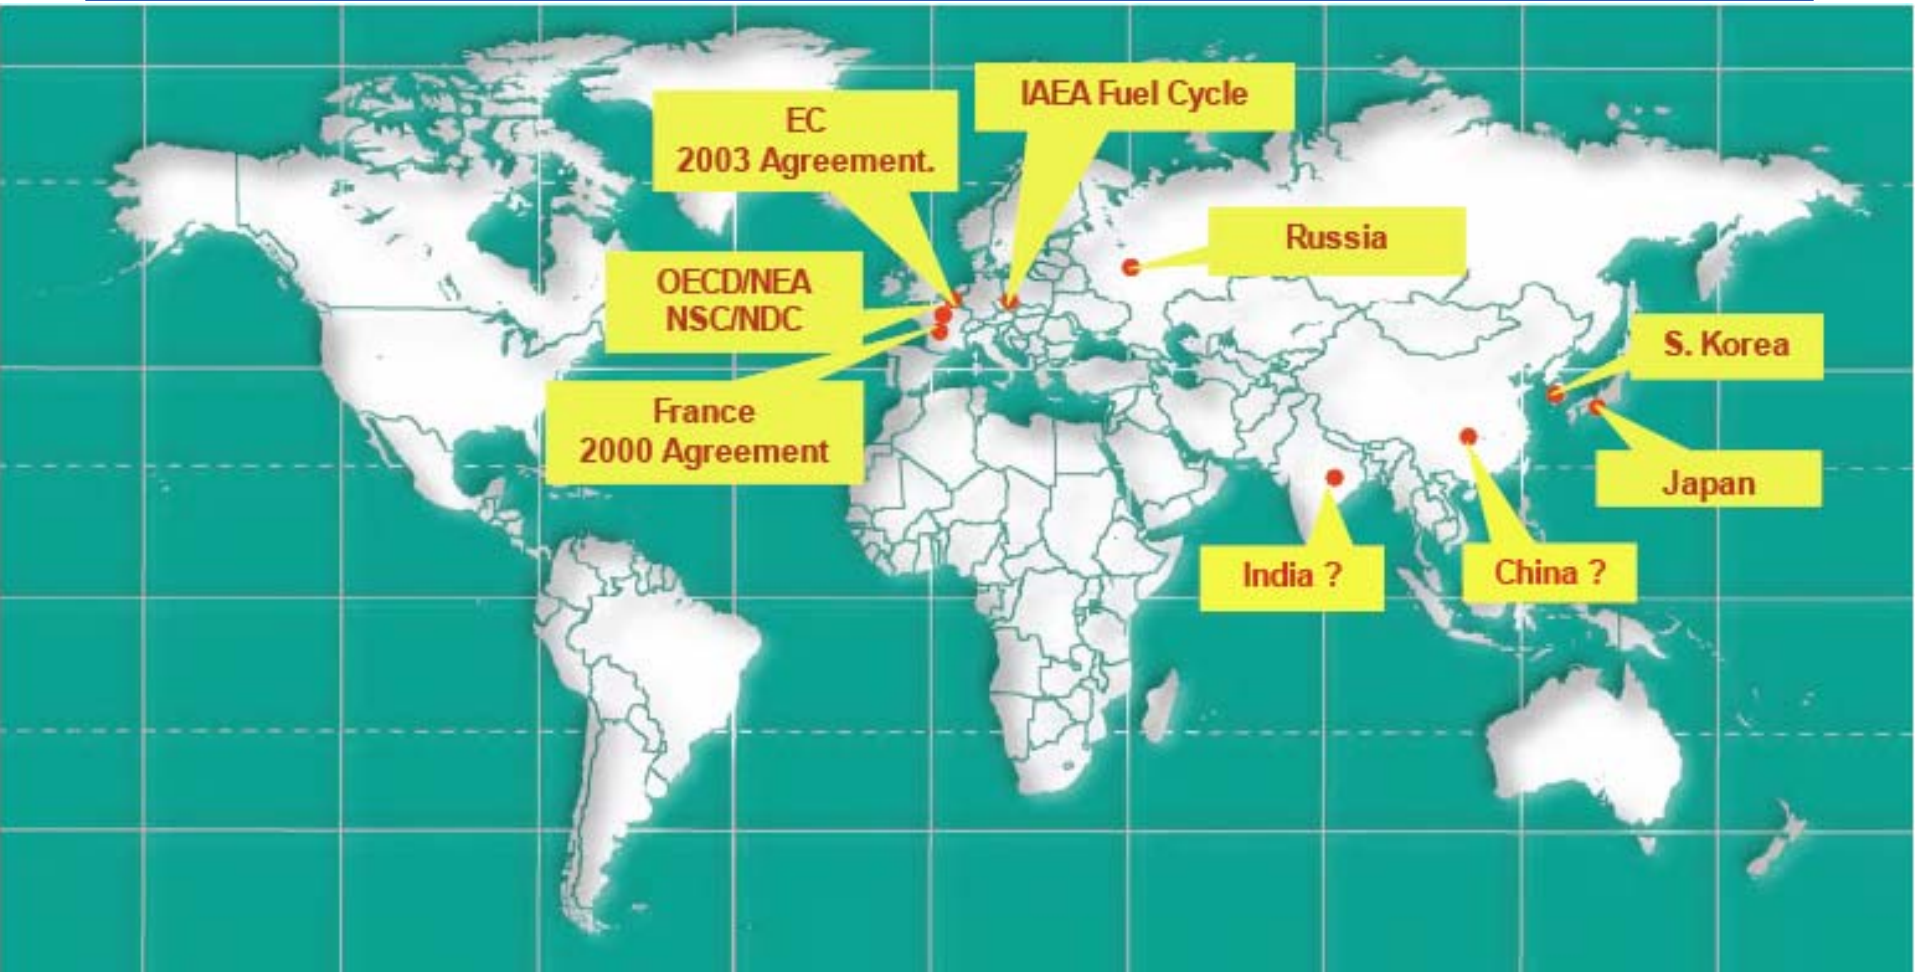 IAEA Fuel Cycle
EC
2003 Agreement.
Russia
OECD/NEA
NSC/NDC
S. Korea
France
2000 Agreement
Japan
India ?
China ?